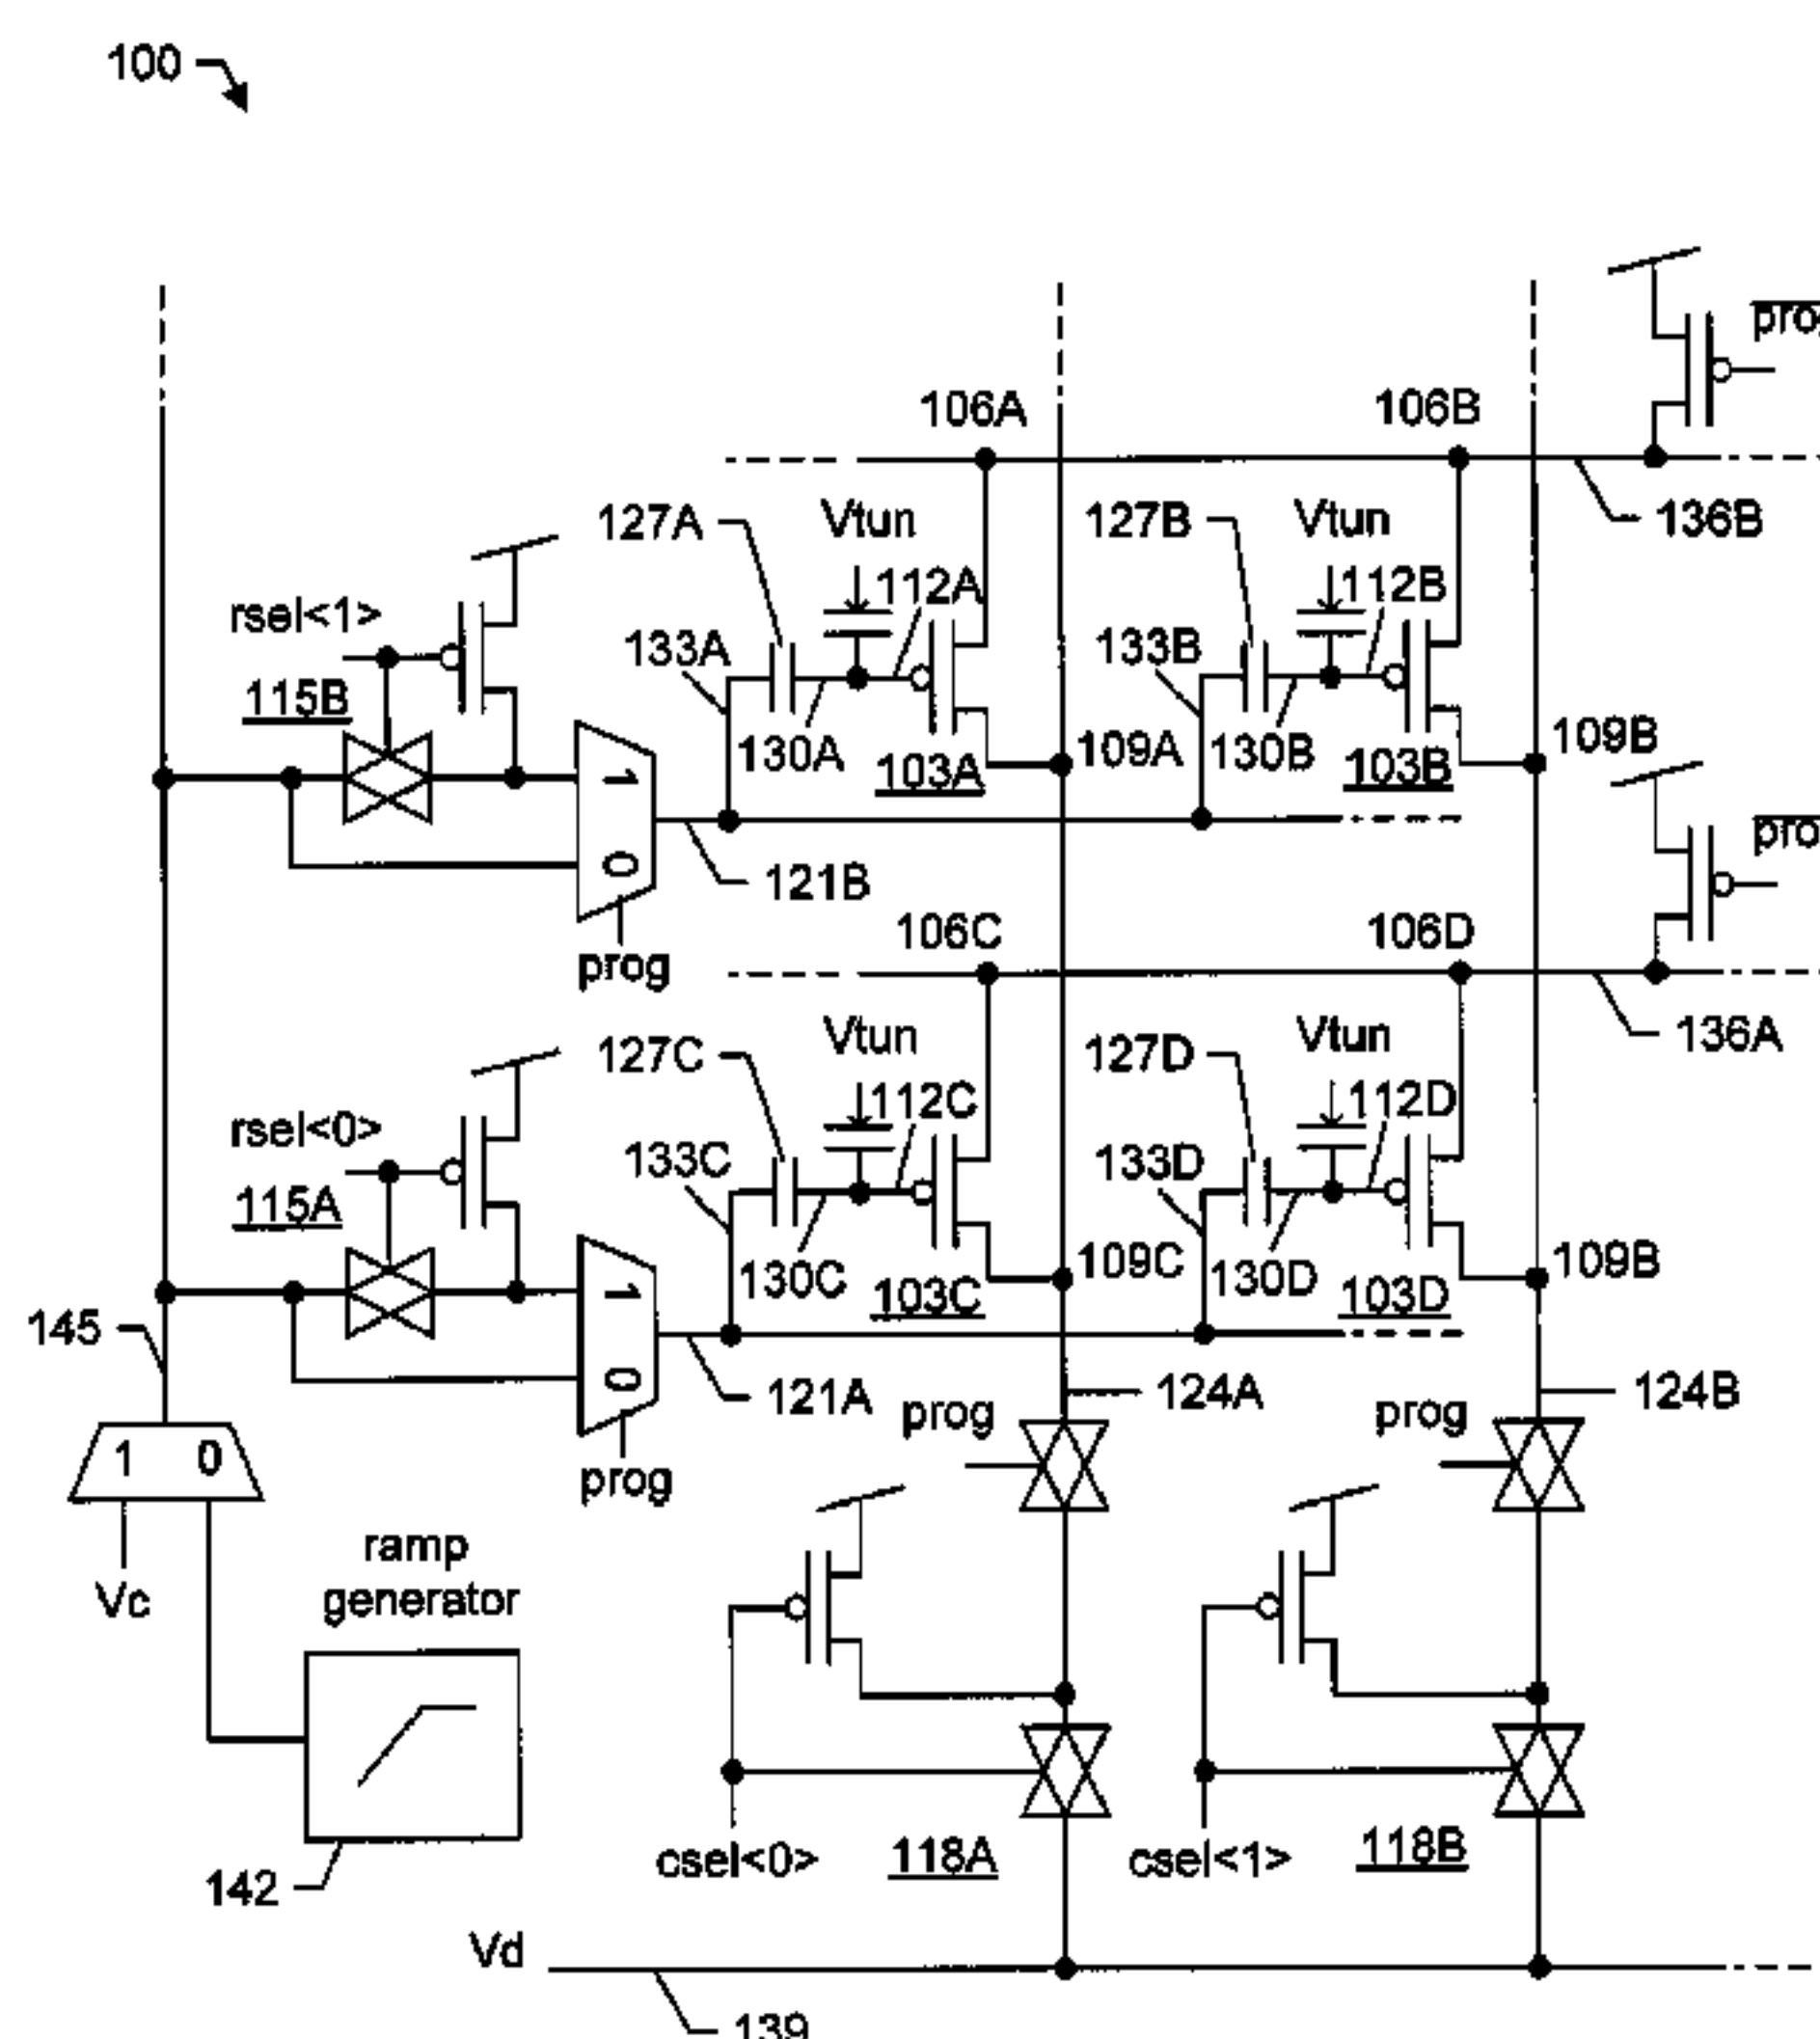 100
106A
106B
prog
127A
Vtun
127B
Vtun
136B
rsel<1>
112A
112B
133A
133B
115B
130A
103A
109A
130B
103B
109B
1
0
121B
prog
106C
106D
pro
136A
127C
Vtun
127D
Vtun
rsel<0>
112C
112D
133C
133D
115A
130C
103C
109C
130D
103D
109B
1
0
145
121A
prog
124A
prog
124B
1 0
prog
Vc
ramp
generator
142
csel<0>
118A
csel<1>
118B
Vd
139